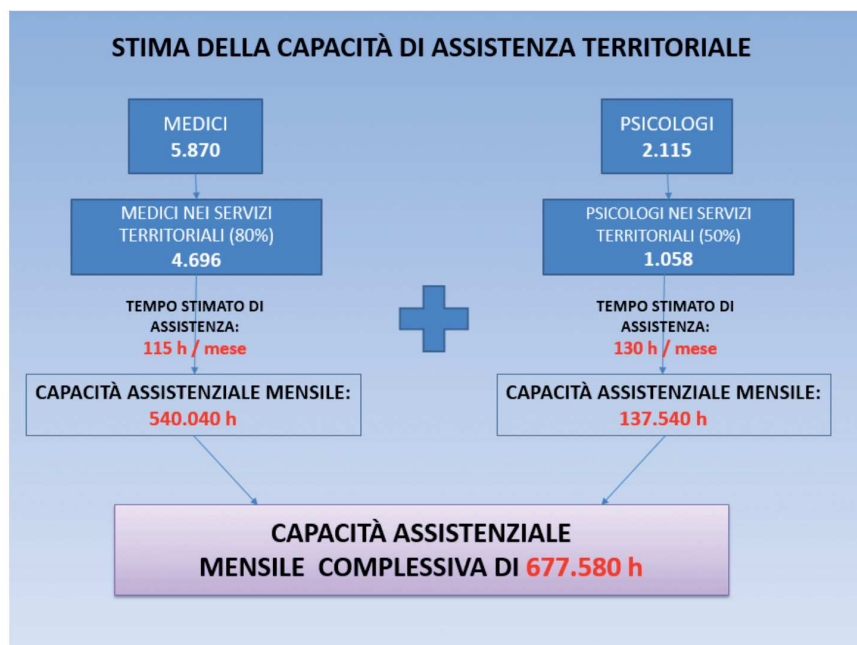 STIMA DELLA CAPACITÀ DI ASSISTENZA TERRITORIALE
MEDICI
5.870
PSICOLOGI
2.115
MEDICI NEI SERVIZI
TERRITORIALI (80%)
4.696
PSICOLOGI NEI SERVIZI
TERRITORIALI (50%)
1.058
TEMPO STIMATO DI
ASSISTENZA:
115 h / mese
TEMPO STIMATO DI
ASSISTENZA:
130 h / mese
CAPACITÀ ASSISTENZIALE MENSILE:
540.040 h
CAPACITÀ ASSISTENZIALE MENSILE:
137.540 h
CAPACITÀ ASSISTENZIALE
MENSILE COMPLESSIVA DI 677.580 h